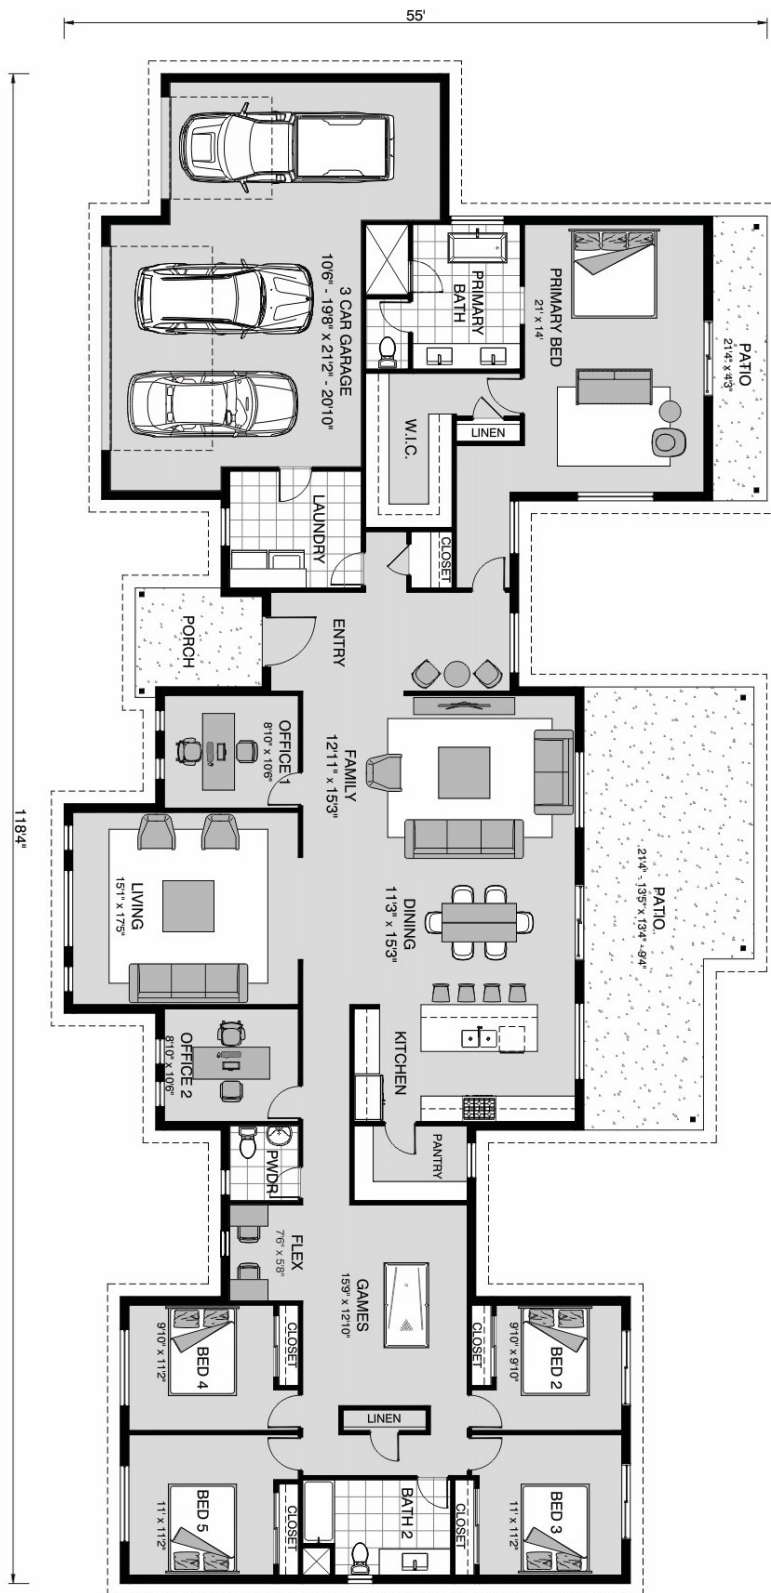 55'
118'4"
3 CAR GARAGE
10'6" - 19'8" x 21'2" - 20'10"
PRIMARY
BATH
PRIMARY BED
21' x 14'
PATIO
21'4" x 4'3"
W.I.C.
LINEN
LAUNDRY
CLOSET
PORCH
ENTRY
OFFICE 1
8'10" x 10'6"
FAMILY
12'11" x 15'3"
PATIO
21'4" - 13'5" x 13'4" - 9'4"
LIVING
15'1" x 17'5"
DINING
11'3" x 15'3"
OFFICE 2
8'10" x 10'6"
KITCHEN
PWDR
PANTRY
FLEX
7'6" x 5'8"
GAMES
15'9" x 12'10"
BED 4
9'10" x 11'2"
CLOSET
CLOSET
BED 2
9'10" x 9'10"
LINEN
BED 5
11' x 11'2"
CLOSET
BATH 2
CLOSET
BED 3
11' x 11'2"